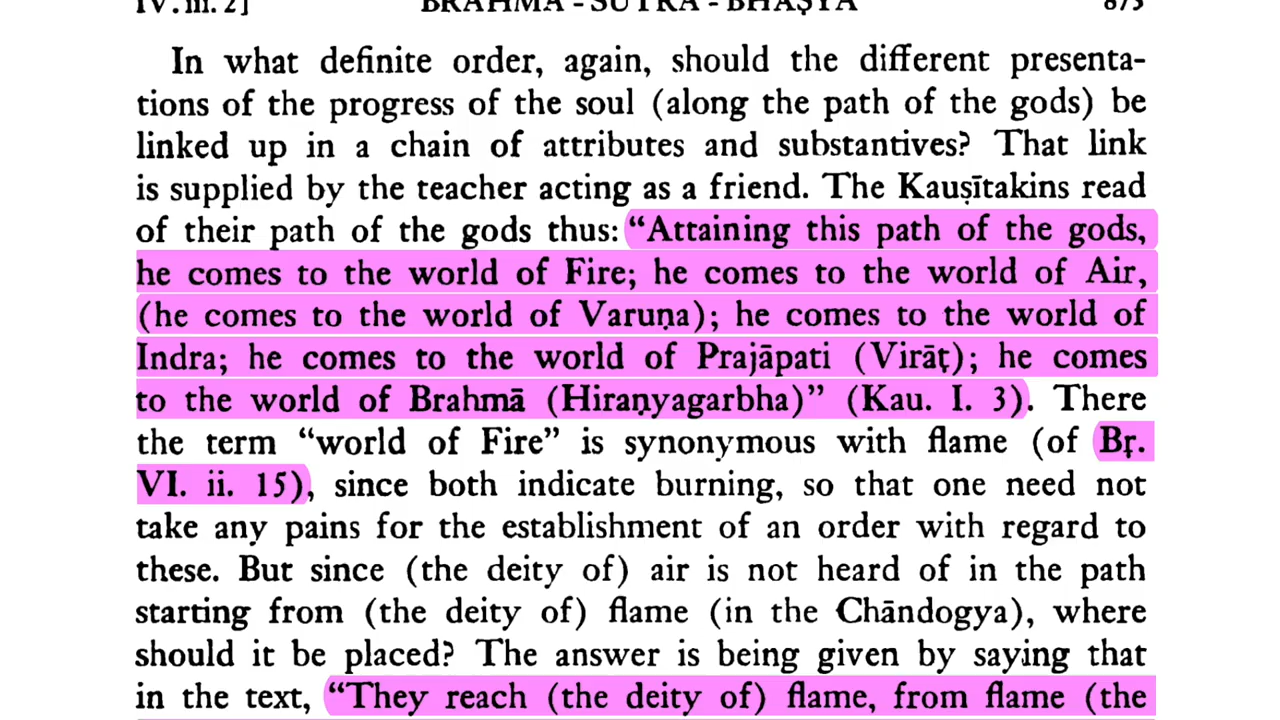 IV. iii. 2] BRAHMA-SŪTRA-BHĀṢYA 875
In what definite order, again, should the different presenta-
tions of the progress of the soul (along the path of the gods) be
linked up in a chain of attributes and substantives? That link
is supplied by the teacher acting as a friend. The Kauṣītakins read
of their path of the gods thus: “Attaining this path of the gods,
he comes to the world of Fire; he comes to the world of Air,
(he comes to the world of Varuṇa); he comes to the world of
Indra; he comes to the world of Prajāpati (Virāṭ); he comes
to the world of Brahmā (Hiraṇyagarbha)” (Kau. I. 3). There
the term “world of Fire” is synonymous with flame (of Bṛ.
VI. ii. 15), since both indicate burning, so that one need not
take any pains for the establishment of an order with regard to
these. But since (the deity of) air is not heard of in the path
starting from (the deity of) flame (in the Chāndogya), where
should it be placed? The answer is being given by saying that
in the text, “They reach (the deity of) flame, from flame (the